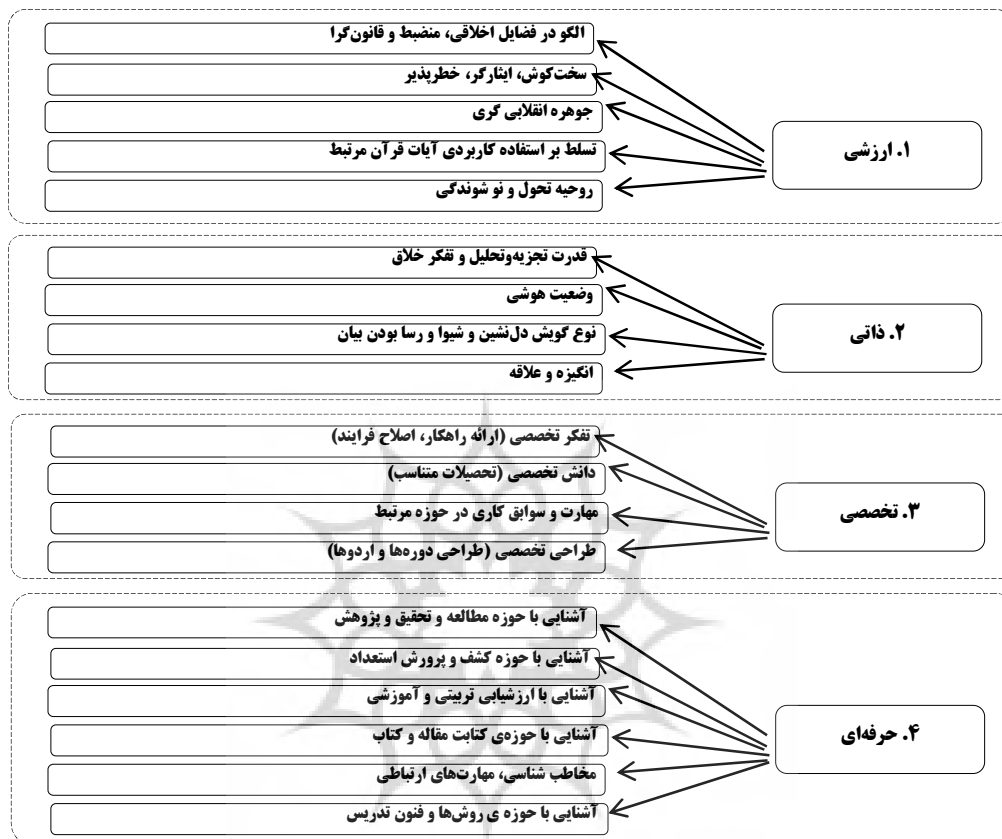 ۱. ارزشی
الگو در فضایل اخلاقی، منضبط و قانون‌گرا
سخت‌کوش، ایثارگر، خطرپذیر
جوهره انقلابی گری
تسلط بر استفاده کاربردی آیات قرآن مرتبط
روحیه تحول و نو شوندگی
۲. ذاتی
قدرت تجزیه‌وتحلیل و تفکر خلاق
وضعیت هوشی
نوع گویش دل‌نشین و شیوا و رسا بودن بیان
انگیزه و علاقه
۳. تخصصی
تفکر تخصصی (ارائه راهکار، اصلاح فرایند)
دانش تخصصی (تحصیلات متناسب)
مهارت و سوابق کاری در حوزه مرتبط
طراحی تخصصی (طراحی دوره‌ها و اردوها)
۴. حرفه‌ای
آشنایی با حوزه مطالعه و تحقیق و پژوهش
آشنایی با حوزه کشف و پرورش استعداد
آشنایی با ارزشیابی تربیتی و آموزشی
آشنایی با حوزه‌ی کتابت مقاله و کتاب
مخاطب شناسی، مهارت‌های ارتباطی
آشنایی با حوزه ی روش‌ها و فنون تدریس